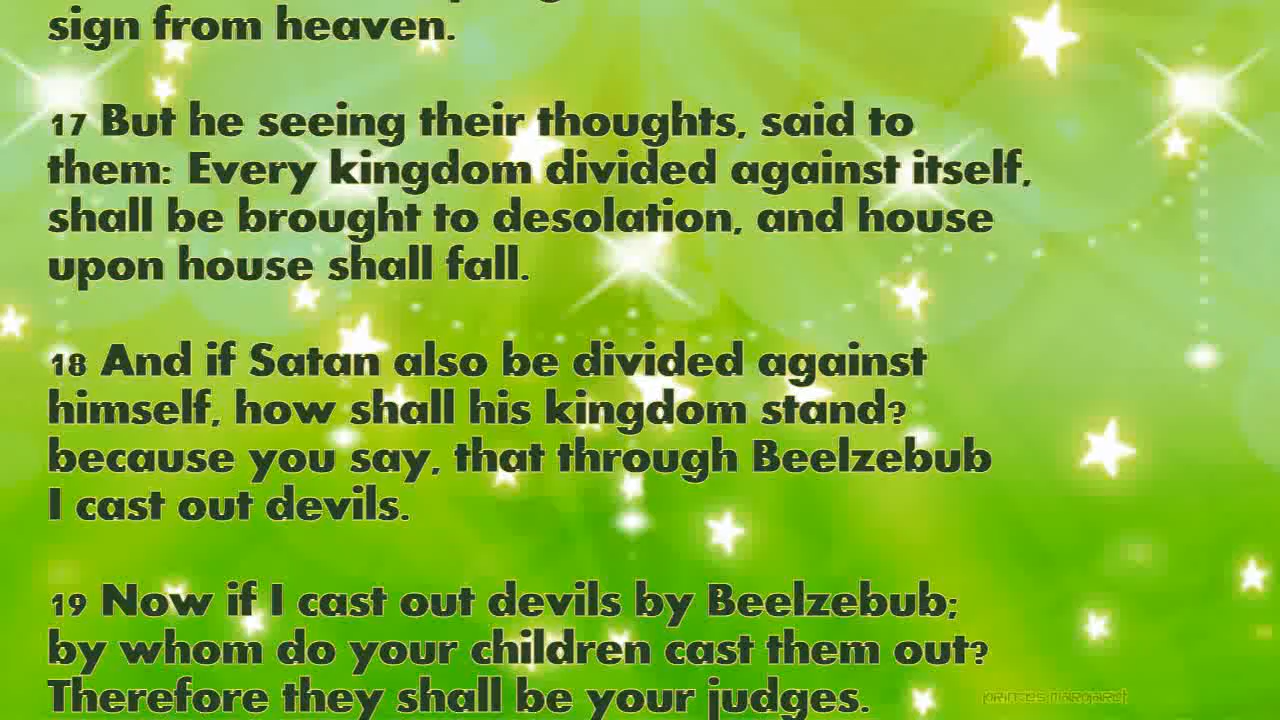 sign from heaven.
17 But he seeing their thoughts, said to
them: Every kingdom divided against itself,
shall be brought to desolation, and house
upon house shall fall.
18 And if Satan also be divided against
himself, how shall his kingdom stand?
because you say, that through Beelzebub
I cast out devils.
19 Now if I cast out devils by Beelzebub;
by whom do your children cast them out?
Therefore they shall be your judges.